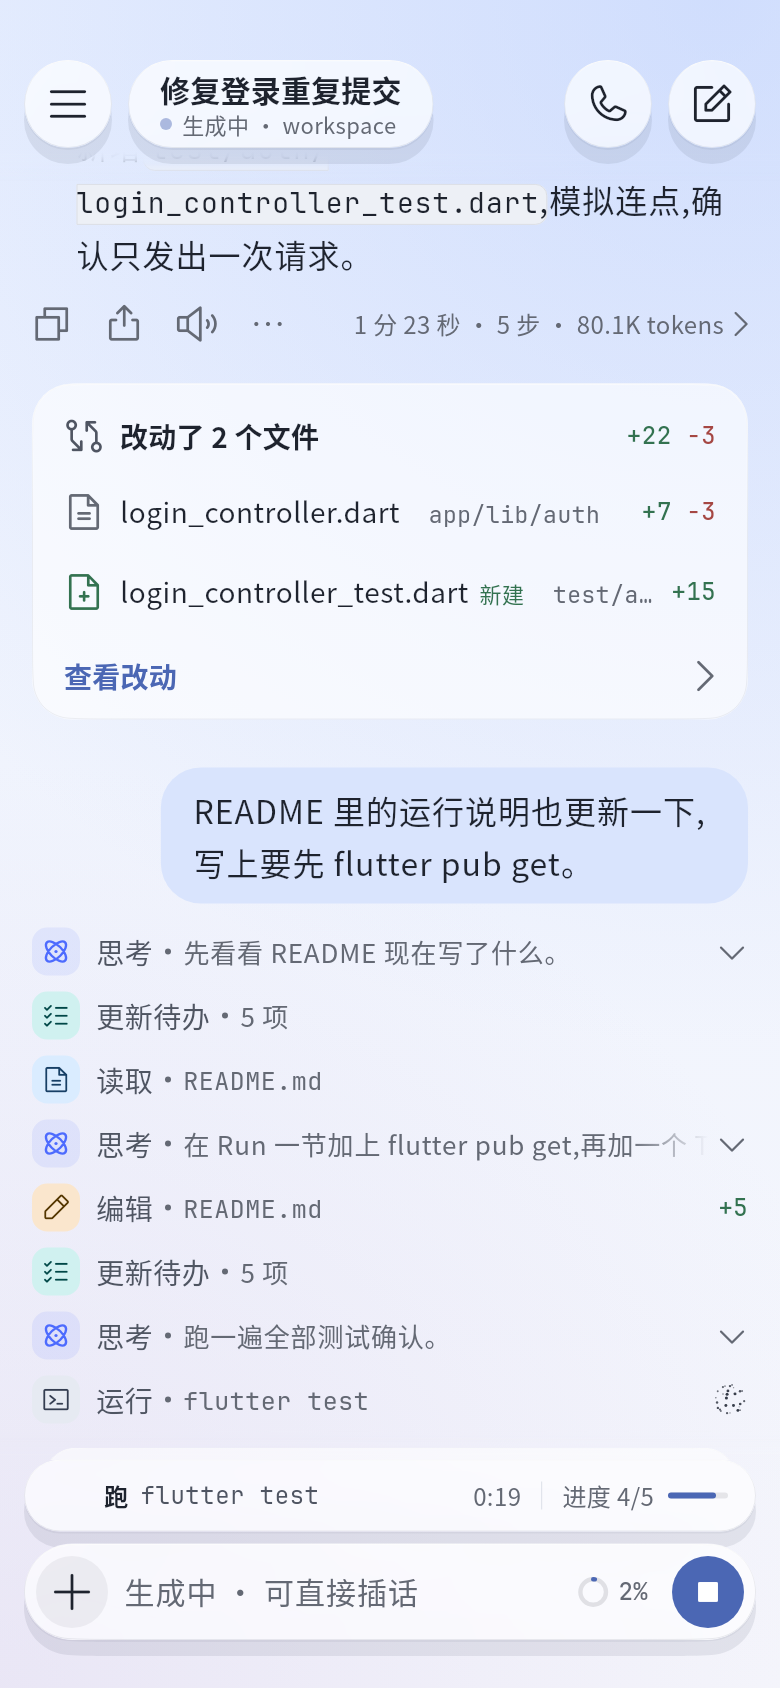 修复登录重复提交
生成中 · workspace
login_controller_test.dart,模拟连点,确
认只发出一次请求。
1 分 23 秒 · 5 步 · 80.1K tokens
改动了 2 个文件 +22 -3
login_controller.dart app/lib/auth +7 -3
login_controller_test.dart 新建 test/a… +15
查看改动
README 里的运行说明也更新一下,
写上要先 flutter pub get。
思考 · 先看看 README 现在写了什么。
更新待办 · 5 项
读取 · README.md
思考 · 在 Run 一节加上 flutter pub get,再加一个
编辑 · README.md +5
更新待办 · 5 项
思考 · 跑一遍全部测试确认。
运行 · flutter test
跑 flutter test 0:19 进度 4/5
生成中 · 可直接插话 2%